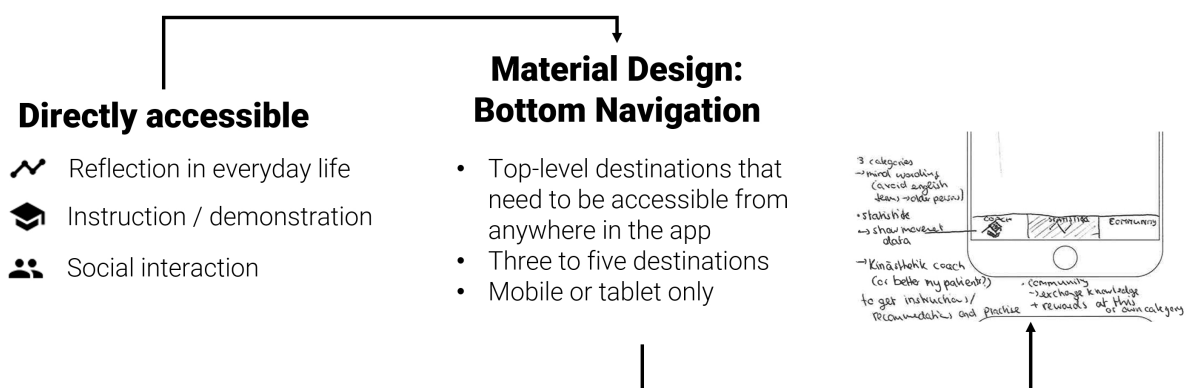 Directly accessible
Reflection in everyday life
Instruction / demonstration
Social interaction
Material Design:
Bottom Navigation
• Top-level destinations that
need to be accessible from
anywhere in the app
• Three to five destinations
• Mobile or tablet only
3 categories
→ mind wording
(avoid english
terms → older persons)
• statistik
→ show movement
data
→ Kinästhetik coach
(or better my patients?)
to get instructions/
recommendations and practise
COACH
STATISTIK
Community
• community
→ exchange knowledge
+ rewards at this
or own category